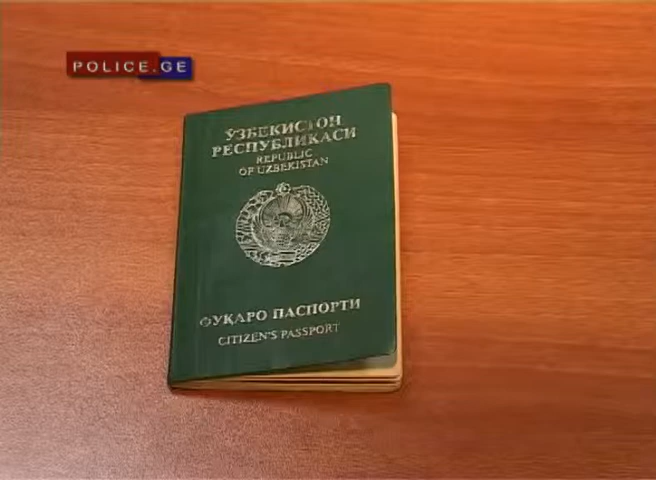 POLICE.GE
ЎЗБЕКИСТОН
РЕСПУБЛИКАСИ
REPUBLIC
OF UZBEKISTAN
ФУҚАРО ПАСПОРТИ
CITIZEN'S PASSPORT